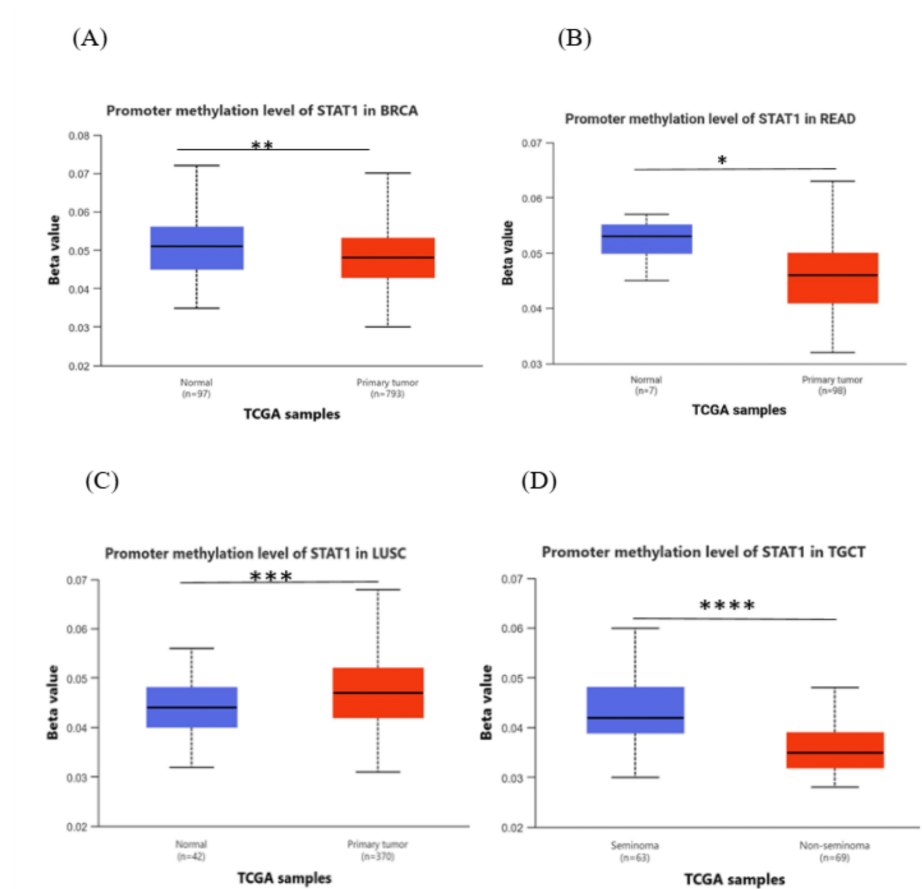 (A)
Promoter methylation level of STAT1 in BRCA
**
0.08
0.07
0.06
0.05
0.04
0.03
0.02
Beta value
Normal
(n=97)
Primary tumor
(n=793)
TCGA samples
(B)
Promoter methylation level of STAT1 in READ
*
0.07
0.06
0.05
0.04
0.03
Beta value
Normal
(n=7)
Primary tumor
(n=98)
TCGA samples
(C)
Promoter methylation level of STAT1 in LUSC
***
0.07
0.06
0.05
0.04
0.03
0.02
Beta value
Normal
(n=42)
Primary tumor
(n=370)
TCGA samples
(D)
Promoter methylation level of STAT1 in TGCT
****
0.07
0.06
0.05
0.04
0.03
0.02
Beta value
Seminoma
(n=63)
Non-seminoma
(n=69)
TCGA samples